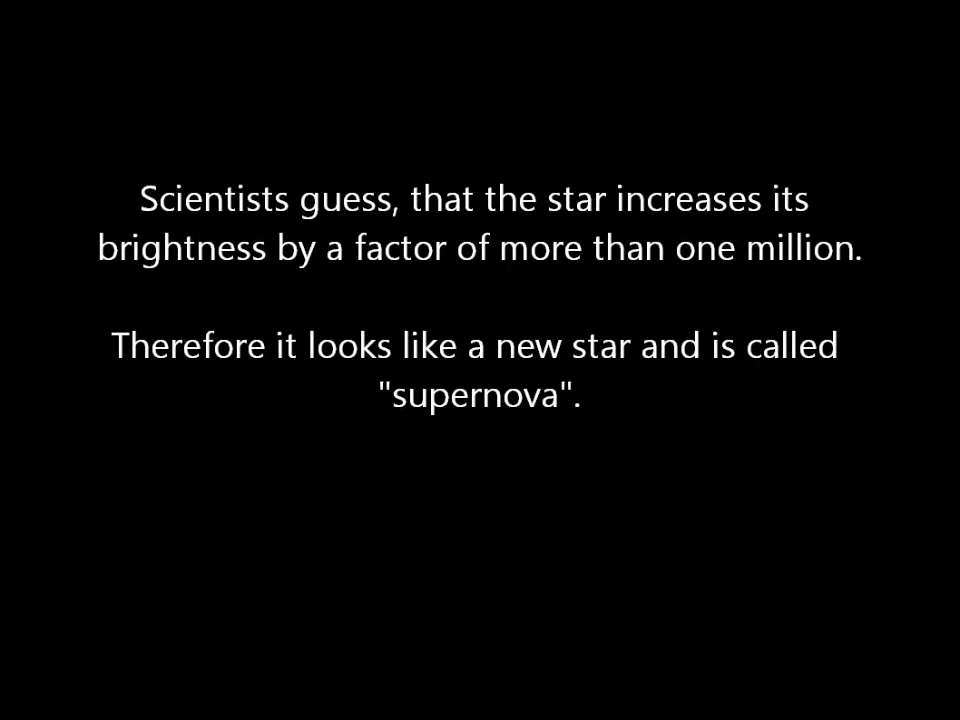 Scientists guess, that the star increases its
brightness by a factor of more than one million.
Therefore it looks like a new star and is called
"supernova".